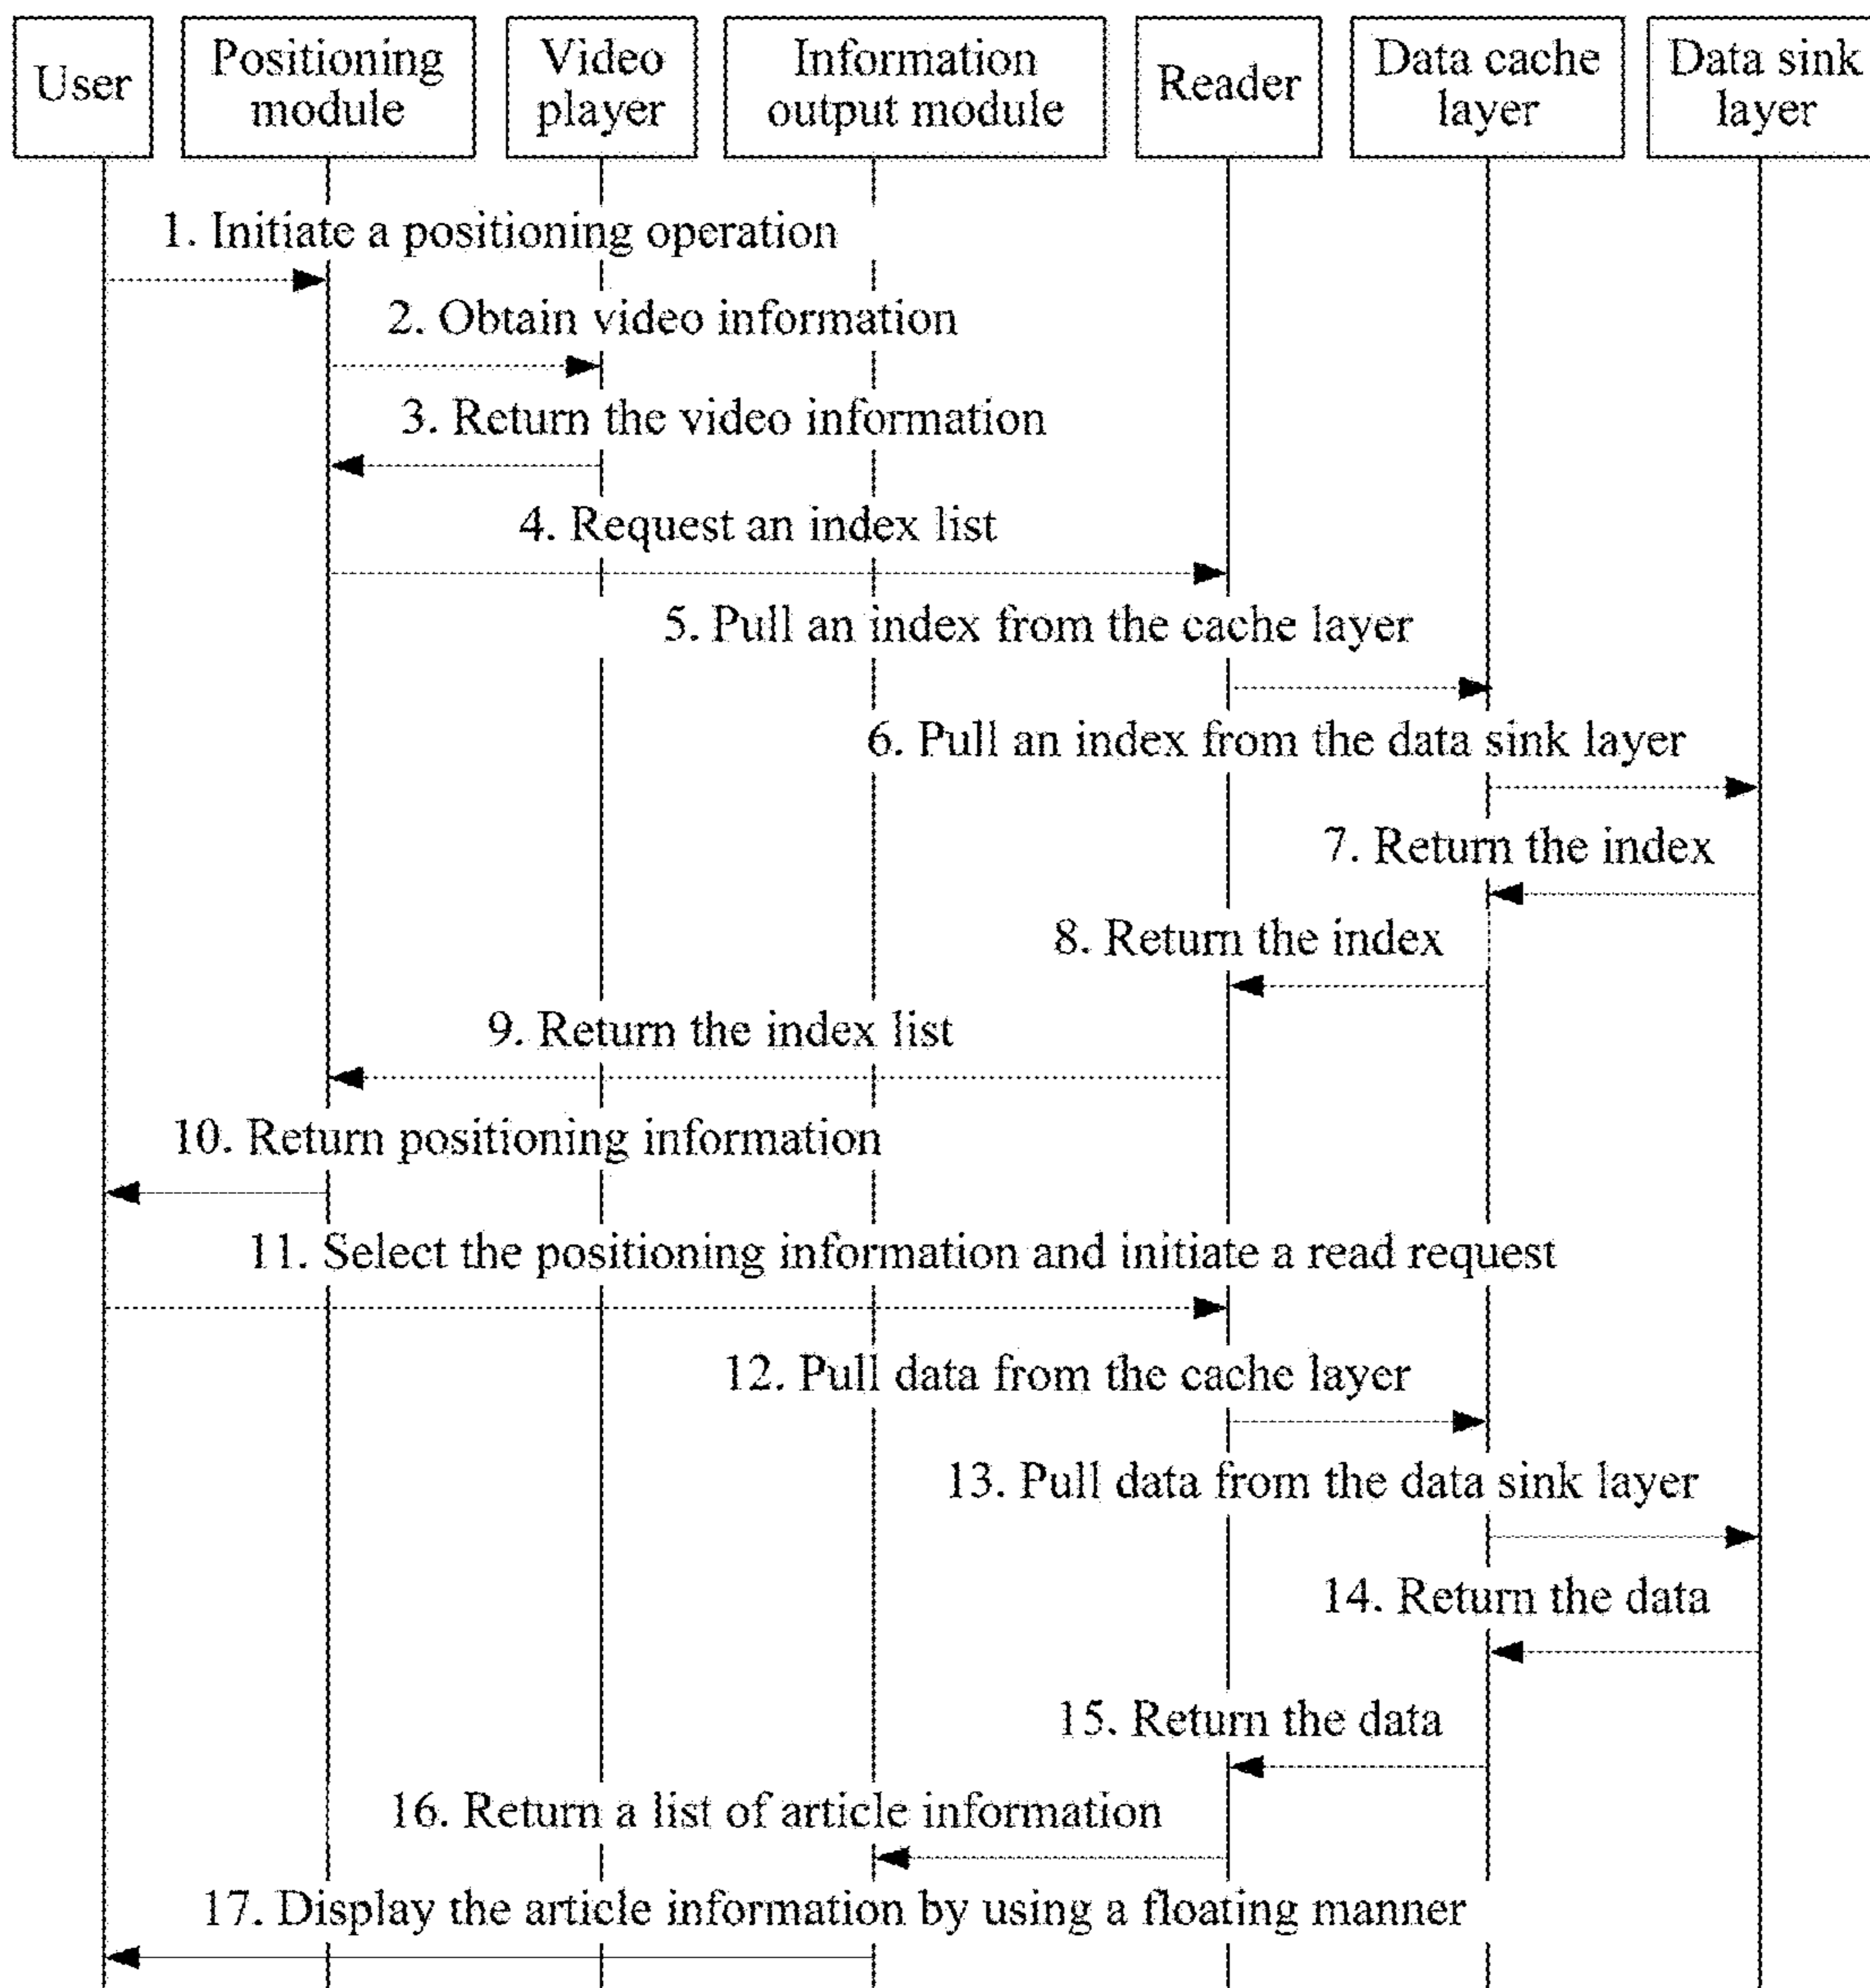 User
Positioning
module
Video
player
Information
output module
Reader
Data cache
layer
Data sink
layer
1. Initiate a positioning operation
2. Obtain video information
3. Return the video information
4. Request an index list
5. Pull an index from the cache layer
6. Pull an index from the data sink layer
7. Return the index
8. Return the index
9. Return the index list
10. Return positioning information
11. Select the positioning information and initiate a read request
12. Pull data from the cache layer
13. Pull data from the data sink layer
14. Return the data
15. Return the data
16. Return a list of article information
17. Display the article information by using a floating manner